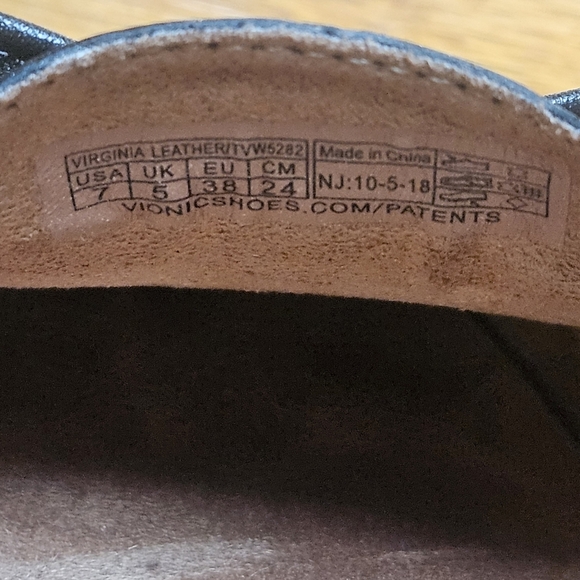 VIRGINIA LEATHER/TVW5282
USA UK EU CM
7 5 38 24
Made in China
NJ:10-5-18
VIONICSHOES.COM/PATENTS